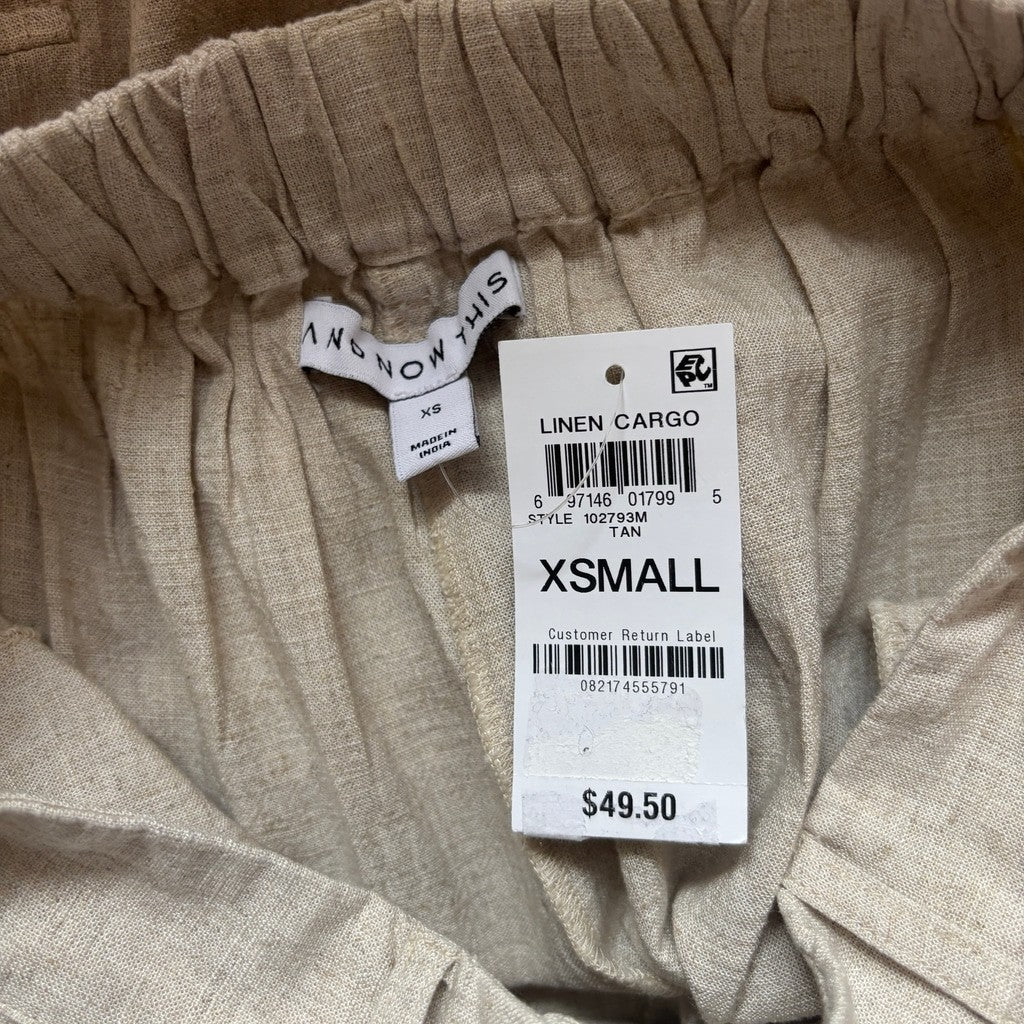 AND NOW THIS
XS
MADE IN
INDIA
EPC™
LINEN CARGO
6 97146 01799 5
STYLE 102793M
TAN
XSMALL
Customer Return Label
082174555791
$49.50